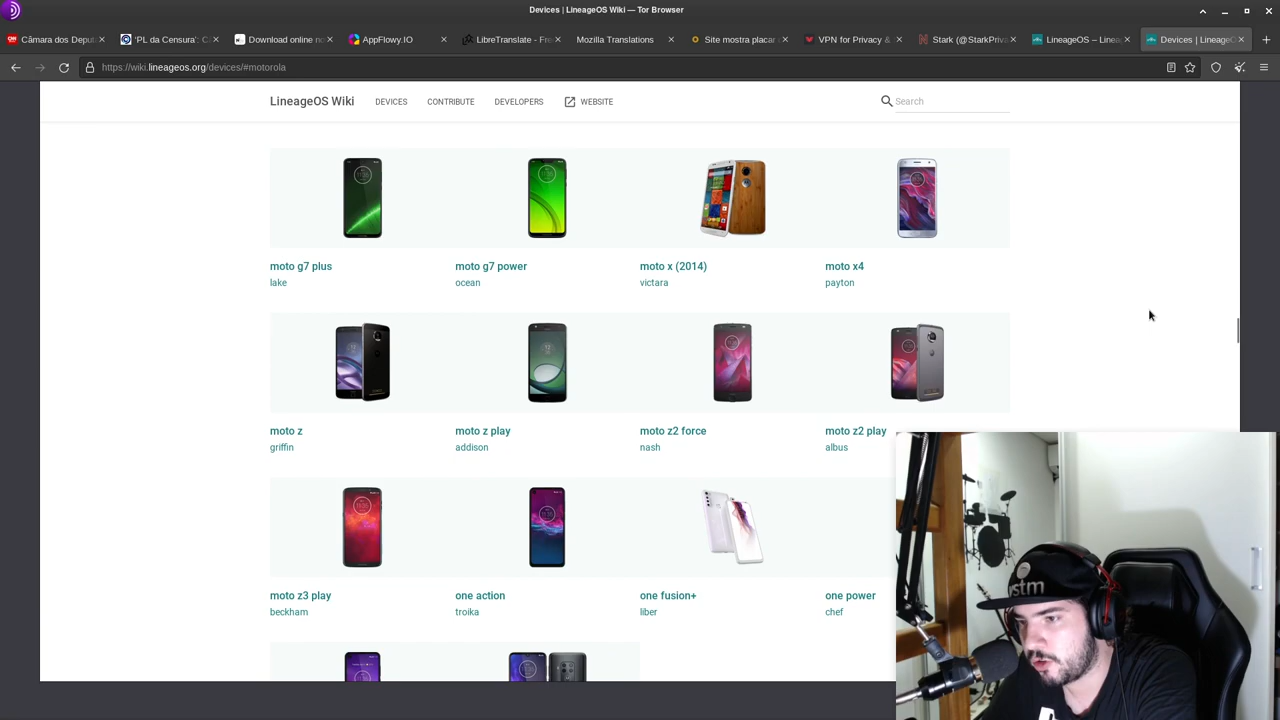 Devices | LineageOS Wiki — Tor Browser
Câmara dos Depu
'PL da Censura': C
Download online n
AppFlowy.IO
LibreTranslate - Fre
Mozilla Translations
Site mostra placar
VPN for Privacy &
Stark (@StarkPriva
LineageOS – Linea
Devices | LineageO
https://wiki.lineageos.org/devices/#motorola
LineageOS Wiki
DEVICES
CONTRIBUTE
DEVELOPERS
WEBSITE
Search
moto g7 plus
lake
moto g7 power
ocean
moto x (2014)
victara
moto x4
payton
moto z
griffin
moto z play
addison
moto z2 force
nash
moto z2 play
albus
moto z3 play
beckham
one action
troika
one fusion+
liber
one power
chef